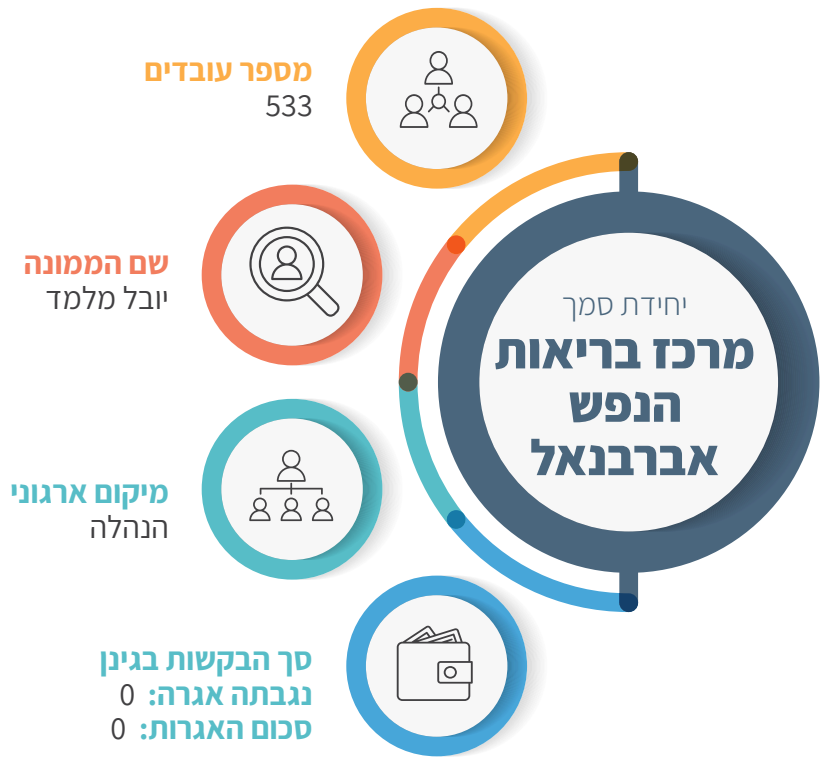 יחידת סמך
מרכז בריאות
הנפש
אברבנאל
מספר עובדים
533
שם הממונה
יובל מלמד
מיקום ארגוני
הנהלה
סך הבקשות בגינן
נגבתה אגרה: 0
סכום האגרות: 0